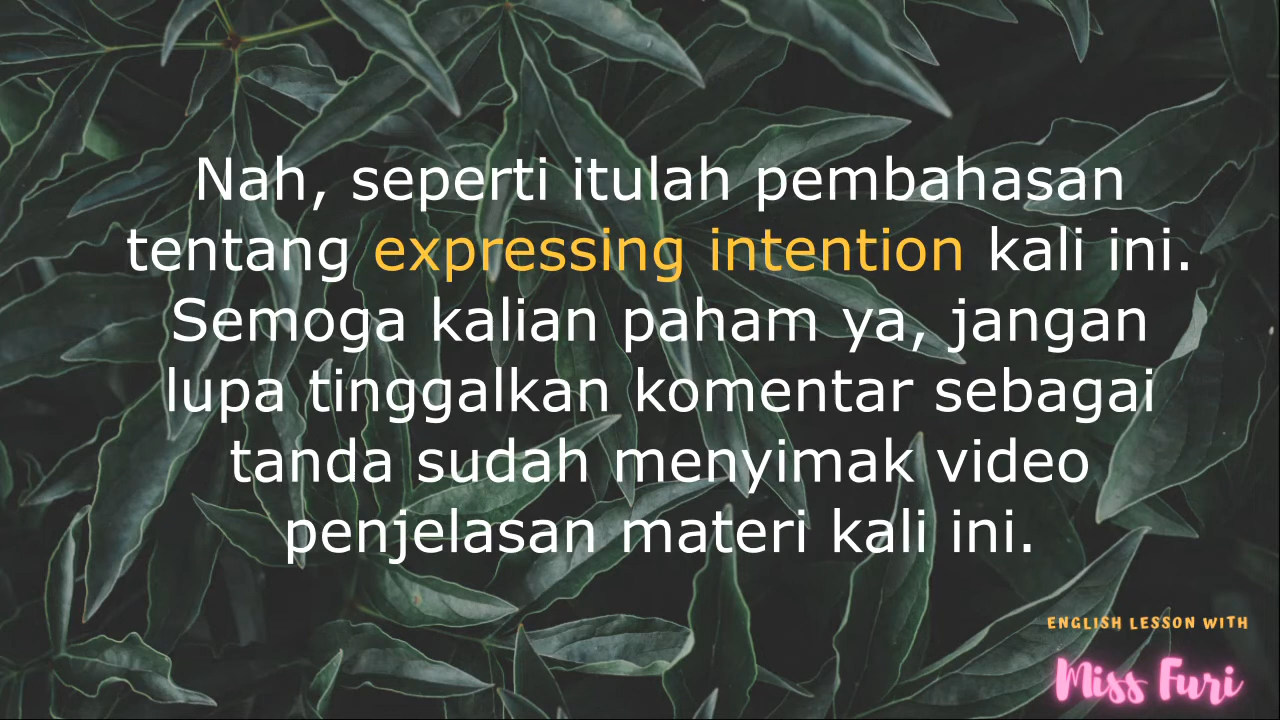 Nah, seperti itulah pembahasan
tentang expressing intention kali ini.
Semoga kalian paham ya, jangan
lupa tinggalkan komentar sebagai
tanda sudah menyimak video
penjelasan materi kali ini.
ENGLISH LESSON WITH
Miss Furi